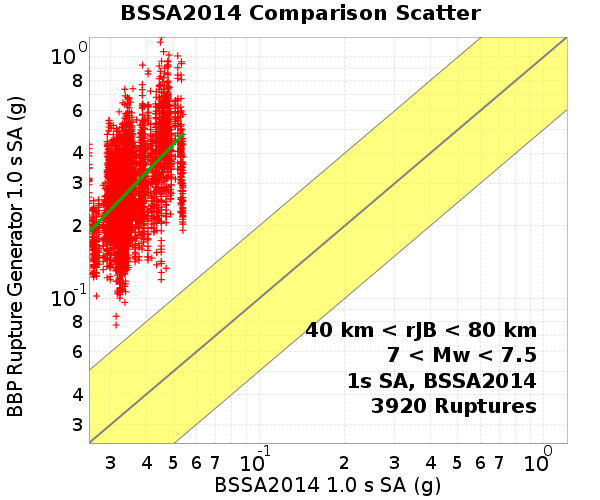 BSSA2014 Comparison Scatter
BBP Rupture Generator 1.0 s SA (g)
10^0
8
6
4
3
2
10^-1
8
6
4
3
40 km < rJB < 80 km
7 < Mw < 7.5
1s SA, BSSA2014
3920 Ruptures
3 4 5 6 7 10^-1 2 3 4 5 6 7 10^0
BSSA2014 1.0 s SA (g)